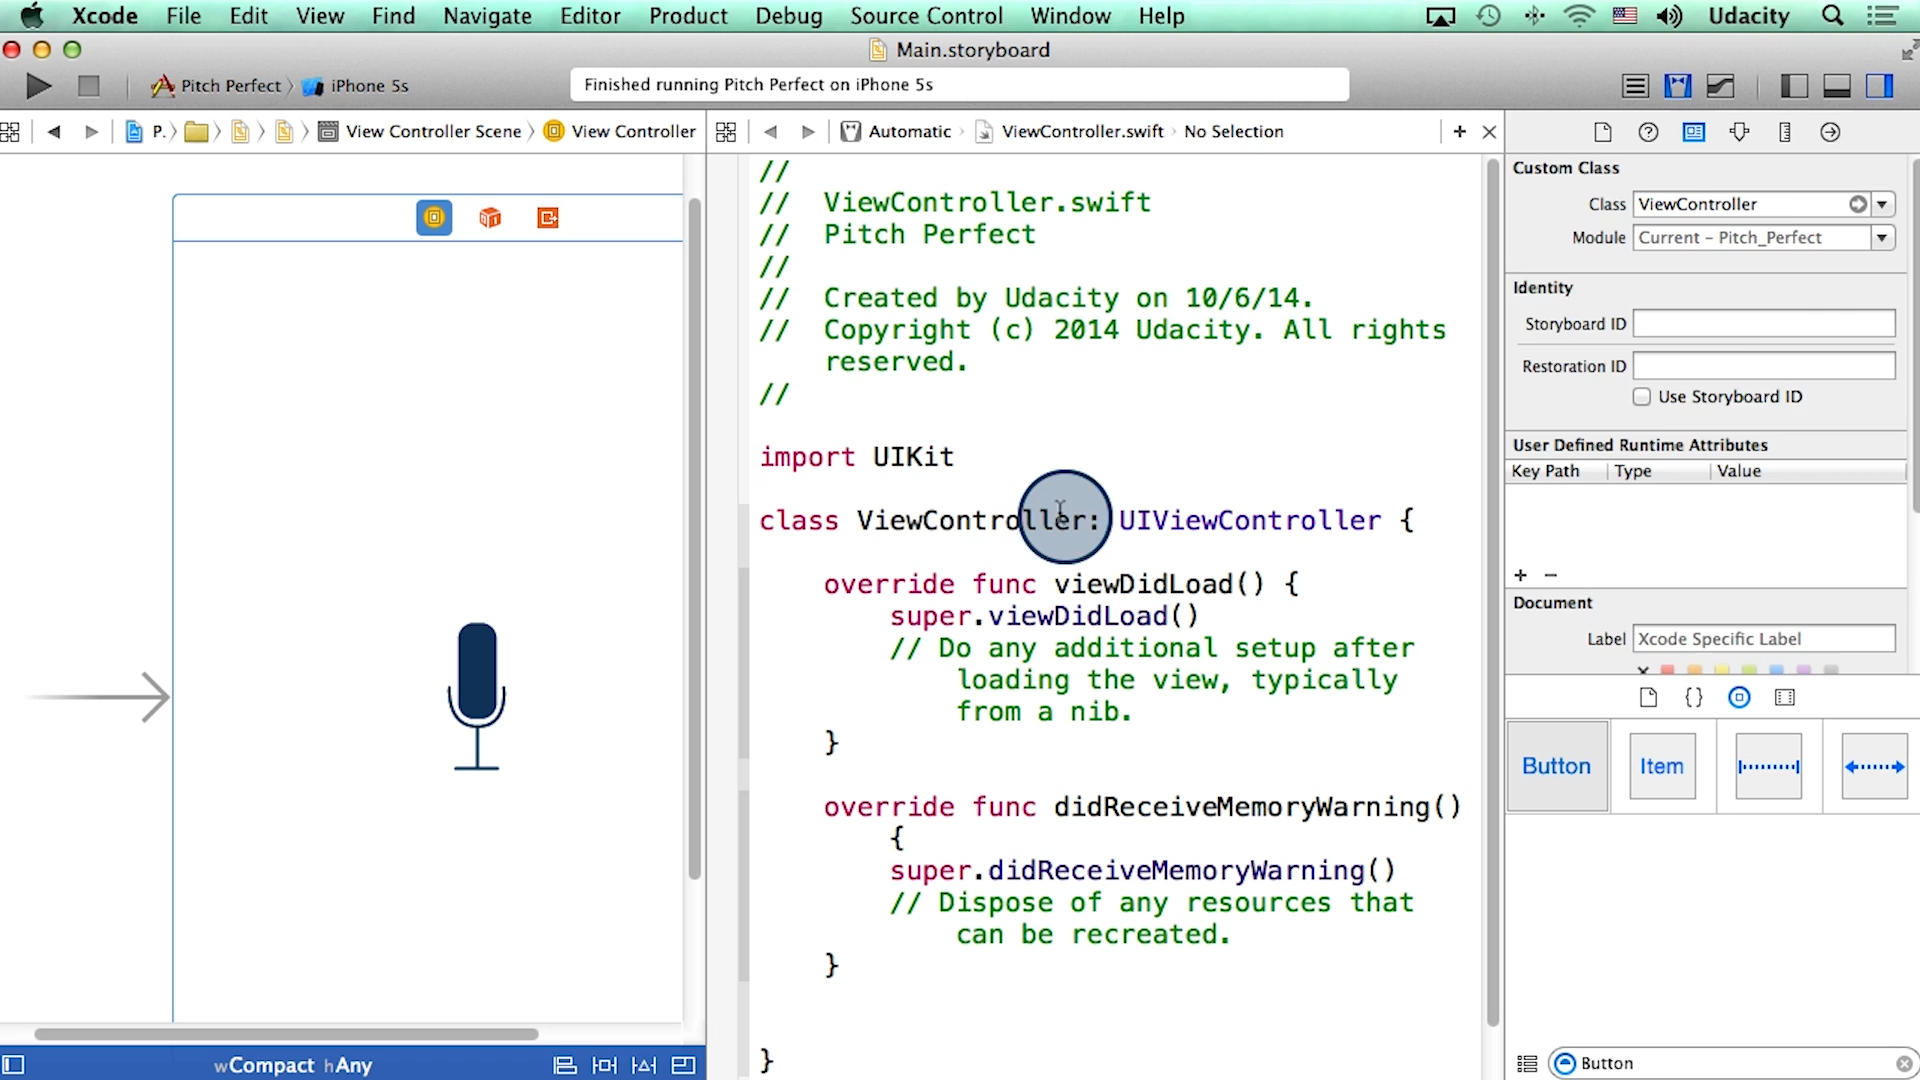 Xcode File Edit View Find Navigate Editor Product Debug Source Control Window Help Udacity
Main.storyboard
Pitch Perfect iPhone 5s
Finished running Pitch Perfect on iPhone 5s
P. View Controller Scene View Controller
Automatic ViewController.swift No Selection
//
// ViewController.swift
// Pitch Perfect
//
// Created by Udacity on 10/6/14.
// Copyright (c) 2014 Udacity. All rights
reserved.
//
import UIKit
class ViewController: UIViewController {
override func viewDidLoad() {
super.viewDidLoad()
// Do any additional setup after
loading the view, typically
from a nib.
}
override func didReceiveMemoryWarning()
{
super.didReceiveMemoryWarning()
// Dispose of any resources that
can be recreated.
}
}
Custom Class
Class ViewController
Module Current - Pitch_Perfect
Identity
Storyboard ID
Restoration ID
Use Storyboard ID
User Defined Runtime Attributes
Key Path Type Value
+ −
Document
Label Xcode Specific Label
{}
Button Item
Button
wCompact hAny